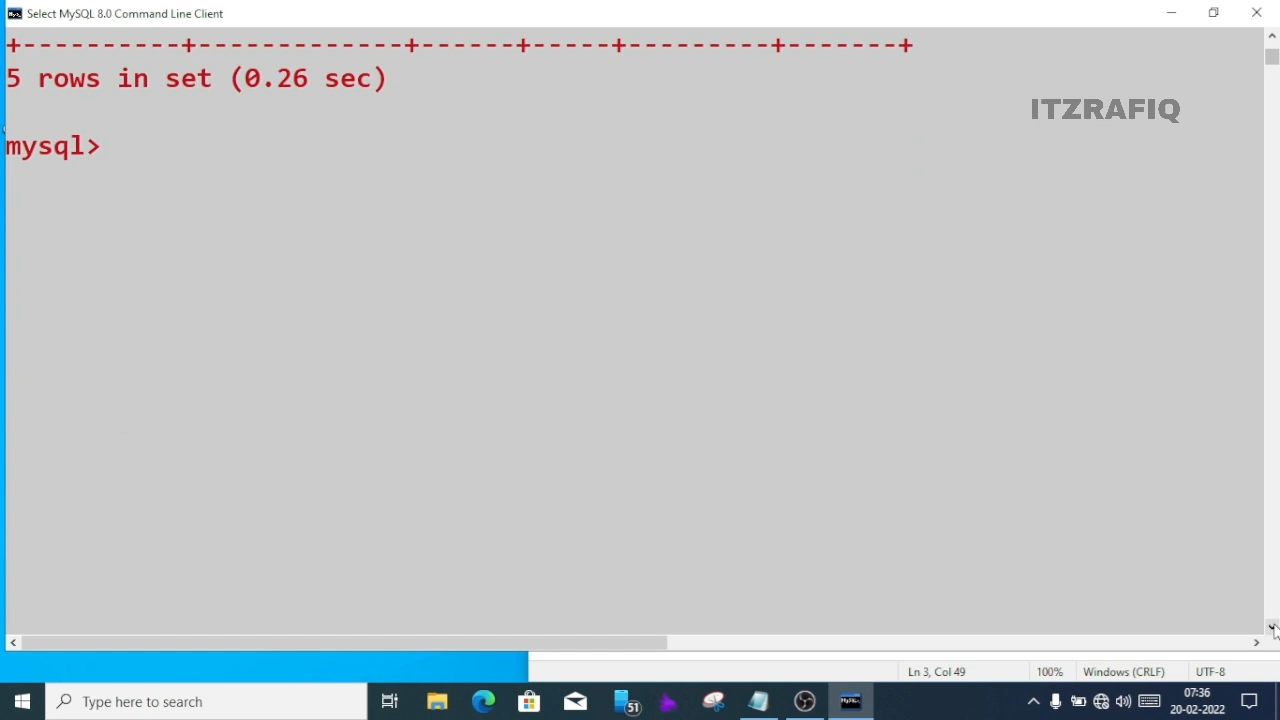 Select MySQL 8.0 Command Line Client
+----------+-------------+------+-----+---------+-------+
5 rows in set (0.26 sec)
ITZRAFIQ
mysql>
Ln 3, Col 49
100%
Windows (CRLF)
UTF-8
Type here to search
51
07:36
20-02-2022